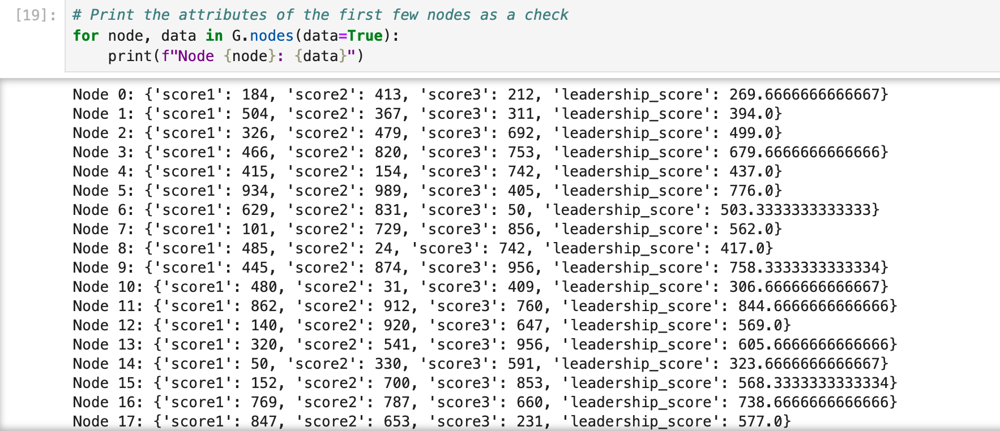 [19]: # Print the attributes of the first few nodes as a check
for node, data in G.nodes(data=True):
    print(f"Node {node}: {data}")
Node 0: {'score1': 184, 'score2': 413, 'score3': 212, 'leadership_score': 269.6666666666667}
Node 1: {'score1': 504, 'score2': 367, 'score3': 311, 'leadership_score': 394.0}
Node 2: {'score1': 326, 'score2': 479, 'score3': 692, 'leadership_score': 499.0}
Node 3: {'score1': 466, 'score2': 820, 'score3': 753, 'leadership_score': 679.6666666666666}
Node 4: {'score1': 415, 'score2': 154, 'score3': 742, 'leadership_score': 437.0}
Node 5: {'score1': 934, 'score2': 989, 'score3': 405, 'leadership_score': 776.0}
Node 6: {'score1': 629, 'score2': 831, 'score3': 50, 'leadership_score': 503.3333333333333}
Node 7: {'score1': 101, 'score2': 729, 'score3': 856, 'leadership_score': 562.0}
Node 8: {'score1': 485, 'score2': 24, 'score3': 742, 'leadership_score': 417.0}
Node 9: {'score1': 445, 'score2': 874, 'score3': 956, 'leadership_score': 758.3333333333334}
Node 10: {'score1': 480, 'score2': 31, 'score3': 409, 'leadership_score': 306.6666666666667}
Node 11: {'score1': 862, 'score2': 912, 'score3': 760, 'leadership_score': 844.6666666666666}
Node 12: {'score1': 140, 'score2': 920, 'score3': 647, 'leadership_score': 569.0}
Node 13: {'score1': 320, 'score2': 541, 'score3': 956, 'leadership_score': 605.6666666666666}
Node 14: {'score1': 50, 'score2': 330, 'score3': 591, 'leadership_score': 323.6666666666667}
Node 15: {'score1': 152, 'score2': 700, 'score3': 853, 'leadership_score': 568.3333333333334}
Node 16: {'score1': 769, 'score2': 787, 'score3': 660, 'leadership_score': 738.6666666666666}
Node 17: {'score1': 847, 'score2': 653, 'score3': 231, 'leadership_score': 577.0}